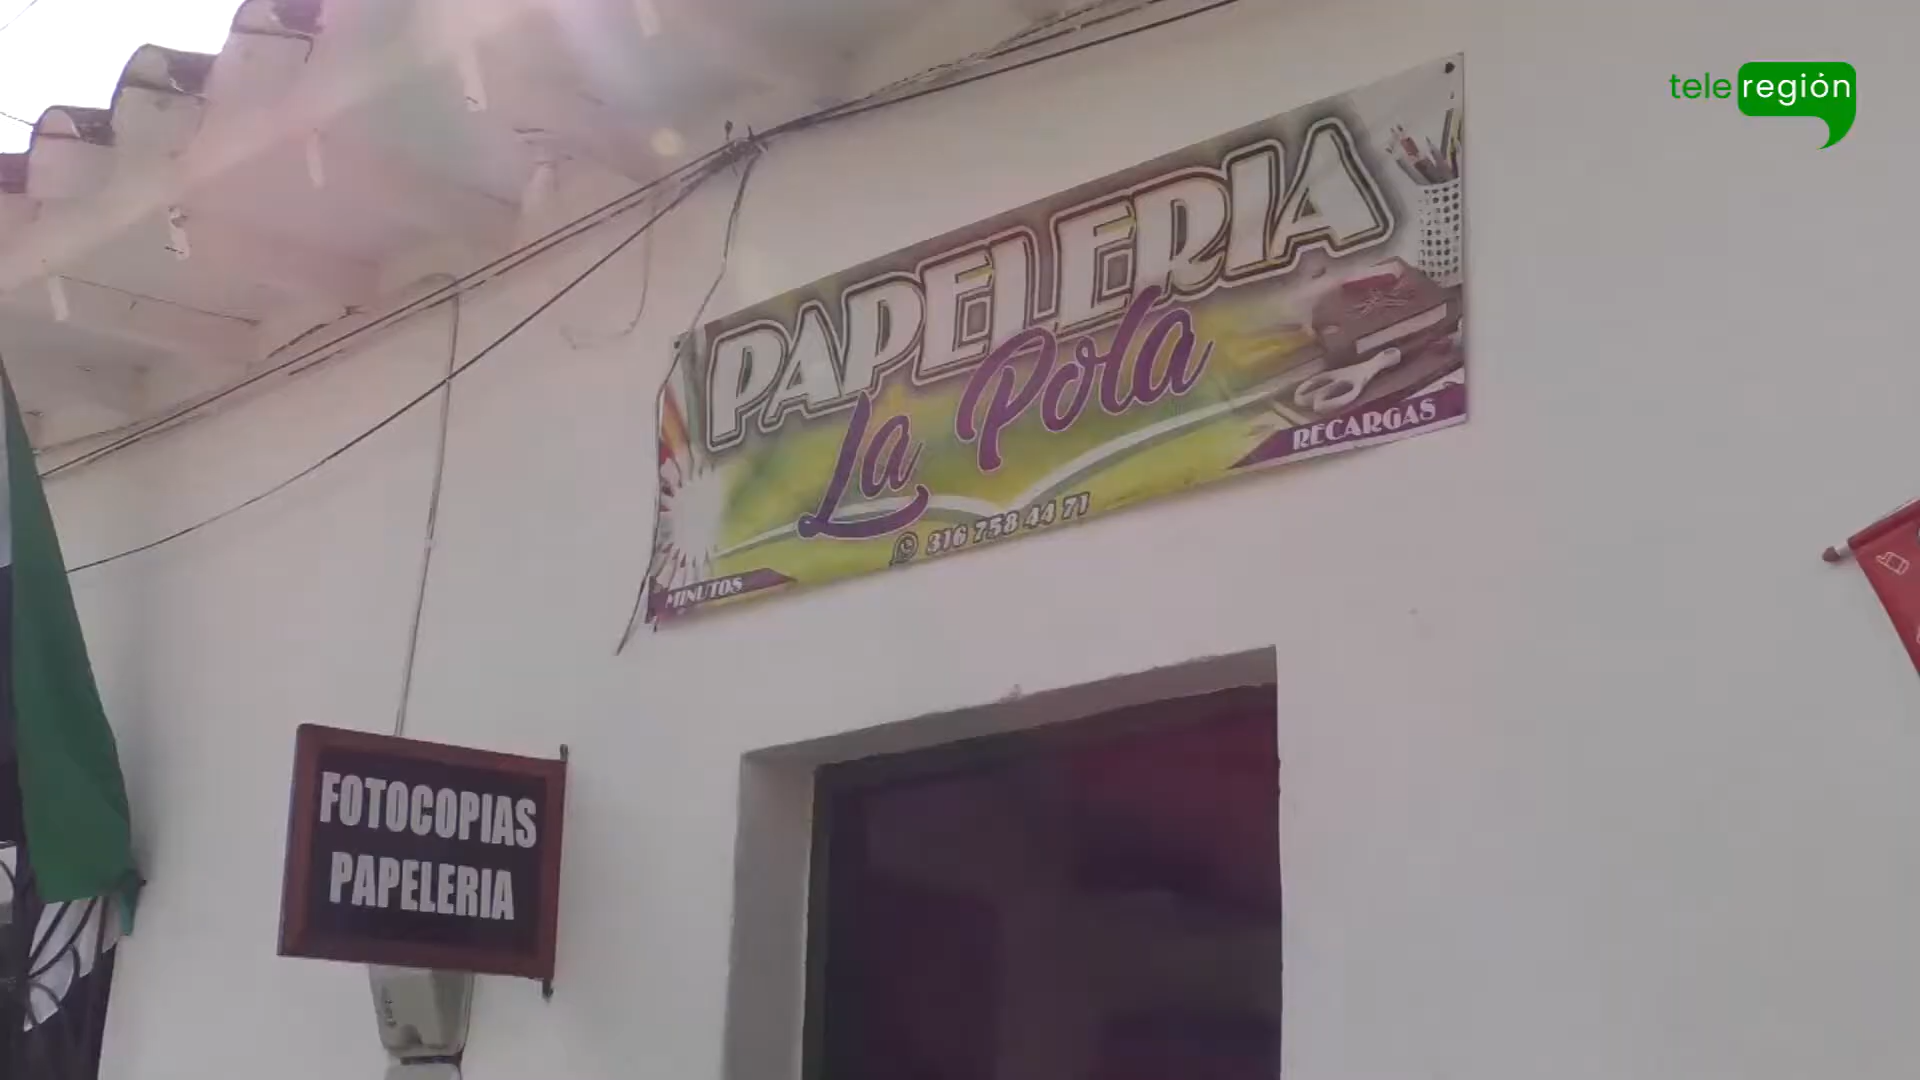 tele región
PAPELERIA
La Pola
RECARGAS
316 758 44 71
MINUTOS
FOTOCOPIAS
PAPELERIA